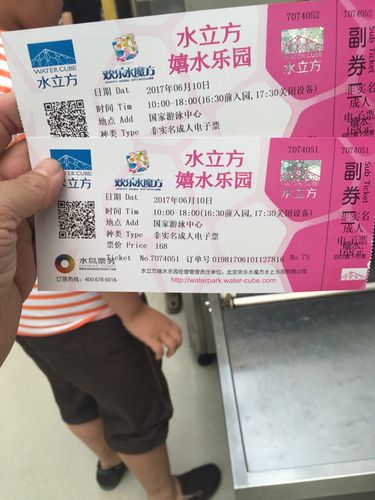 WATER CUBE
水立方
欢乐水魔方
水立方
嬉水乐园
7074052
副券
Sub Ticket
日期 Dat 2017年06月10日
时间 Tim 10:00-18:00(16:30前入园,17:30关闭设备)
地点 Add 国家游泳中心
种类 Type 非实名成人电子票
WATER CUBE
水立方
欢乐水魔方
水立方
嬉水乐园
7074051
7074051
副券
Sub Ticket
日期 Dat 2017年06月10日
时间 Tim 10:00-18:00(16:30前入园,17:30关闭设备)
地点 Add 国家游泳中心
种类 Type 非实名成人电子票
票价 Price 168
Ticket No 7074051 订单号 01981706101127816 No 75
水鸟票务
订票热线: 400 678 6016
水立方嬉水乐园经营管理责任单位: 北京欢乐水魔方水上乐园有限公司
http://waterpark.water-cube.com